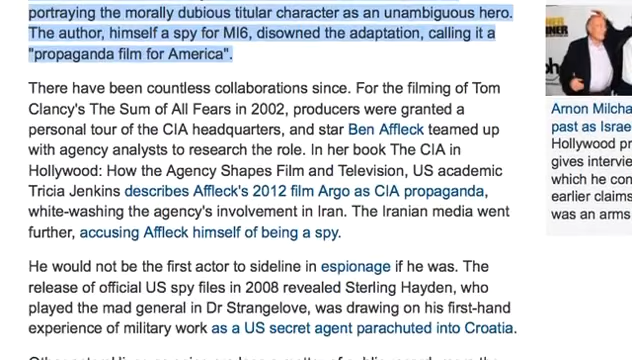 portraying the morally dubious titular character as an unambiguous hero.
The author, himself a spy for MI6, disowned the adaptation, calling it a
"propaganda film for America".
There have been countless collaborations since. For the filming of Tom
Clancy's The Sum of All Fears in 2002, producers were granted a
personal tour of the CIA headquarters, and star Ben Affleck teamed up
with agency analysts to research the role. In her book The CIA in
Hollywood: How the Agency Shapes Film and Television, US academic
Tricia Jenkins describes Affleck's 2012 film Argo as CIA propaganda,
white-washing the agency's involvement in Iran. The Iranian media went
further, accusing Affleck himself of being a spy.
He would not be the first actor to sideline in espionage if he was. The
release of official US spy files in 2008 revealed Sterling Hayden, who
played the mad general in Dr Strangelove, was drawing on his first-hand
experience of military work as a US secret agent parachuted into Croatia.
Arnon Milcha
past as Israe
Hollywood pr
gives intervie
which he con
earlier claims
was an arms